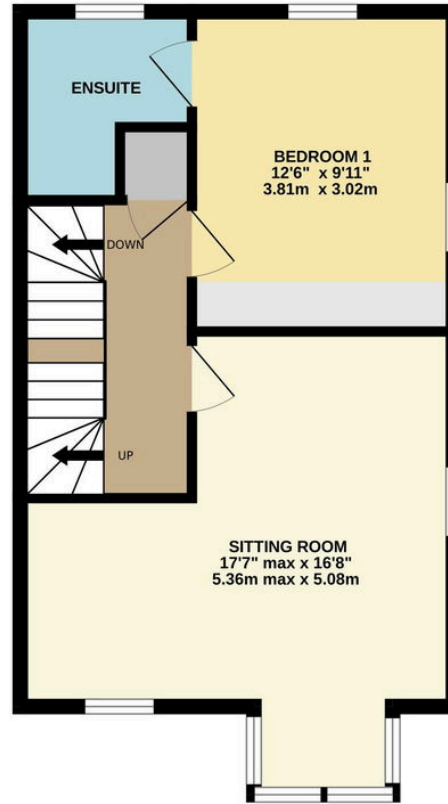 ENSUITE
BEDROOM 1
12'6" x 9'11"
3.81m x 3.02m
DOWN
UP
SITTING ROOM
17'7" max x 16'8"
5.36m max x 5.08m